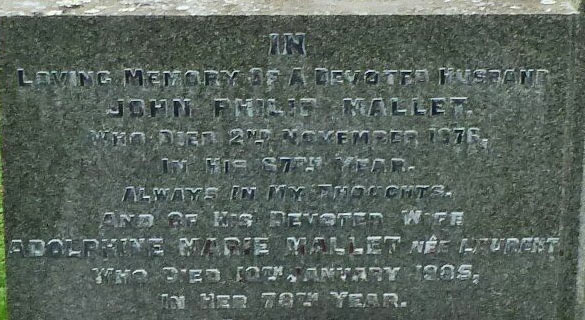 IN
LOVING MEMORY OF A DEVOTED HUSBAND
JOHN PHILIP MALLET.
WHO DIED 2ND NOVEMBER 1976,
IN HIS 67TH YEAR.
ALWAYS IN MY THOUGHTS.
AND OF HIS DEVOTED WIFE
ADOLPHINE MARIE MALLET NÉE LAURENT
WHO DIED 19TH JANUARY 1985,
IN HER 78TH YEAR.